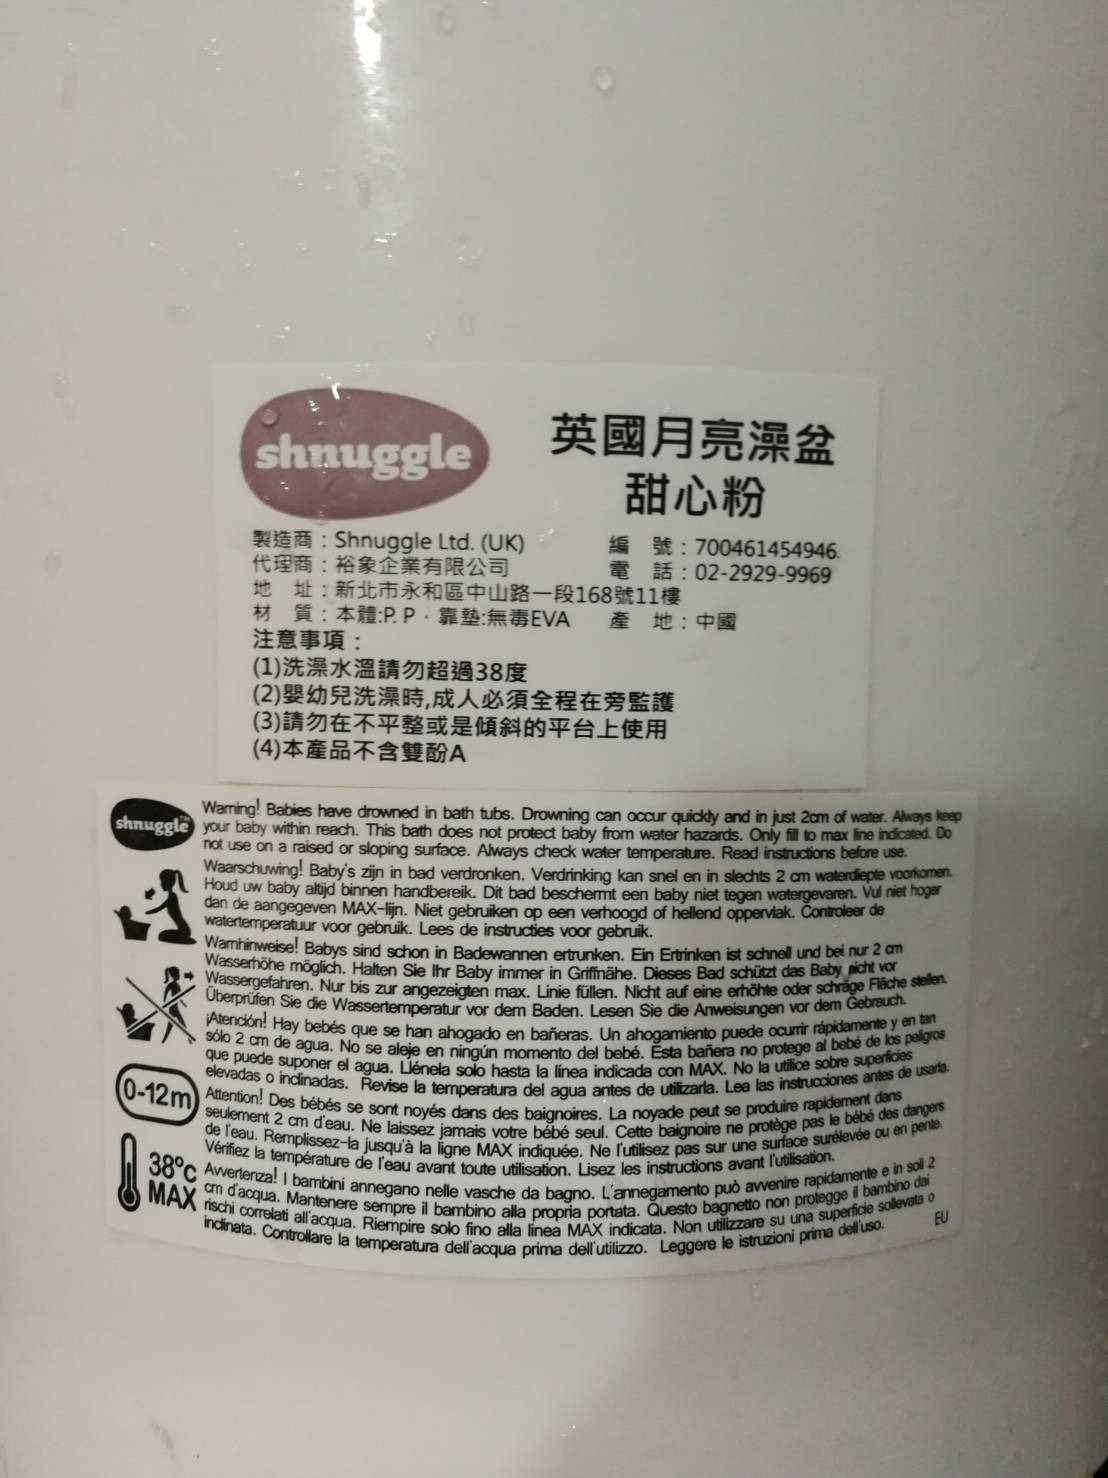 shnuggle
英國月亮澡盆
甜心粉
製造商：Shnuggle Ltd. (UK)
編 號：700461454946.
代理商：裕象企業有限公司
電 話：02-2929-9969
地 址：新北市永和區中山路一段168號11樓
材 質：本體:P. P．靠墊:無毒EVA
產 地：中國
注意事項：
(1)洗澡水溫請勿超過38度
(2)嬰幼兒洗澡時,成人必須全程在旁監護
(3)請勿在不平整或是傾斜的平台上使用
(4)本產品不含雙酚A
shnuggle™
Warning! Babies have drowned in bath tubs. Drowning can occur quickly and in just 2cm of water. Always keep
your baby within reach. This bath does not protect baby from water hazards. Only fill to max line indicated. Do
not use on a raised or sloping surface. Always check water temperature. Read instructions before use.
Waarschuwing! Baby's zijn in bad verdronken. Verdrinking kan snel en in slechts 2 cm waterdiepte voorkomen.
Houd uw baby altijd binnen handbereik. Dit bad beschermt een baby niet tegen watergevaren. Vul niet hoger
dan de aangegeven MAX-lijn. Niet gebruiken op een verhoogd of hellend oppervlak. Controleer de
watertemperatuur voor gebruik. Lees de instructies voor gebruik.
Warnhinweise! Babys sind schon in Badewannen ertrunken. Ein Ertrinken ist schnell und bei nur 2 cm
Wasserhöhe möglich. Halten Sie Ihr Baby immer in Griffnähe. Dieses Bad schützt das Baby nicht vor
Wassergefahren. Nur bis zur angezeigten max. Linie füllen. Nicht auf eine erhöhte oder schräge Fläche stellen.
Überprüfen Sie die Wassertemperatur vor dem Baden. Lesen Sie die Anweisungen vor dem Gebrauch.
¡Atención! Hay bebés que se han ahogado en bañeras. Un ahogamiento puede ocurrir rápidamente y en tan
sólo 2 cm de agua. No se aleje en ningún momento del bebé. Esta bañera no protege al bebé de los peligros
que puede suponer el agua. Llénela solo hasta la línea indicada con MAX. No la utilice sobre superficies
elevadas o inclinadas. Revise la temperatura del agua antes de utilizarla. Lea las instrucciones antes de usarla.
0-12m
Attention! Des bébés se sont noyés dans des baignoires. La noyade peut se produire rapidement dans
seulement 2 cm d'eau. Ne laissez jamais votre bébé seul. Cette baignoire ne protège pas le bébé des dangers
de l'eau. Remplissez-la jusqu'à la ligne MAX indiquée. Ne l'utilisez pas sur une surface surélevée ou en pente.
Vérifiez la température de l'eau avant toute utilisation. Lisez les instructions avant l'utilisation.
38°C
MAX
Avvertenza! I bambini annegano nelle vasche da bagno. L'annegamento può avvenire rapidamente e in soli 2
cm d'acqua. Mantenere sempre il bambino alla propria portata. Questo bagnetto non protegge il bambino dai
rischi correlati all'acqua. Riempire solo fino alla linea MAX indicata. Non utilizzare su una superficie sollevata o
inclinata. Controllare la temperatura dell'acqua prima dell'utilizzo. Leggere le istruzioni prima dell'uso.
EU